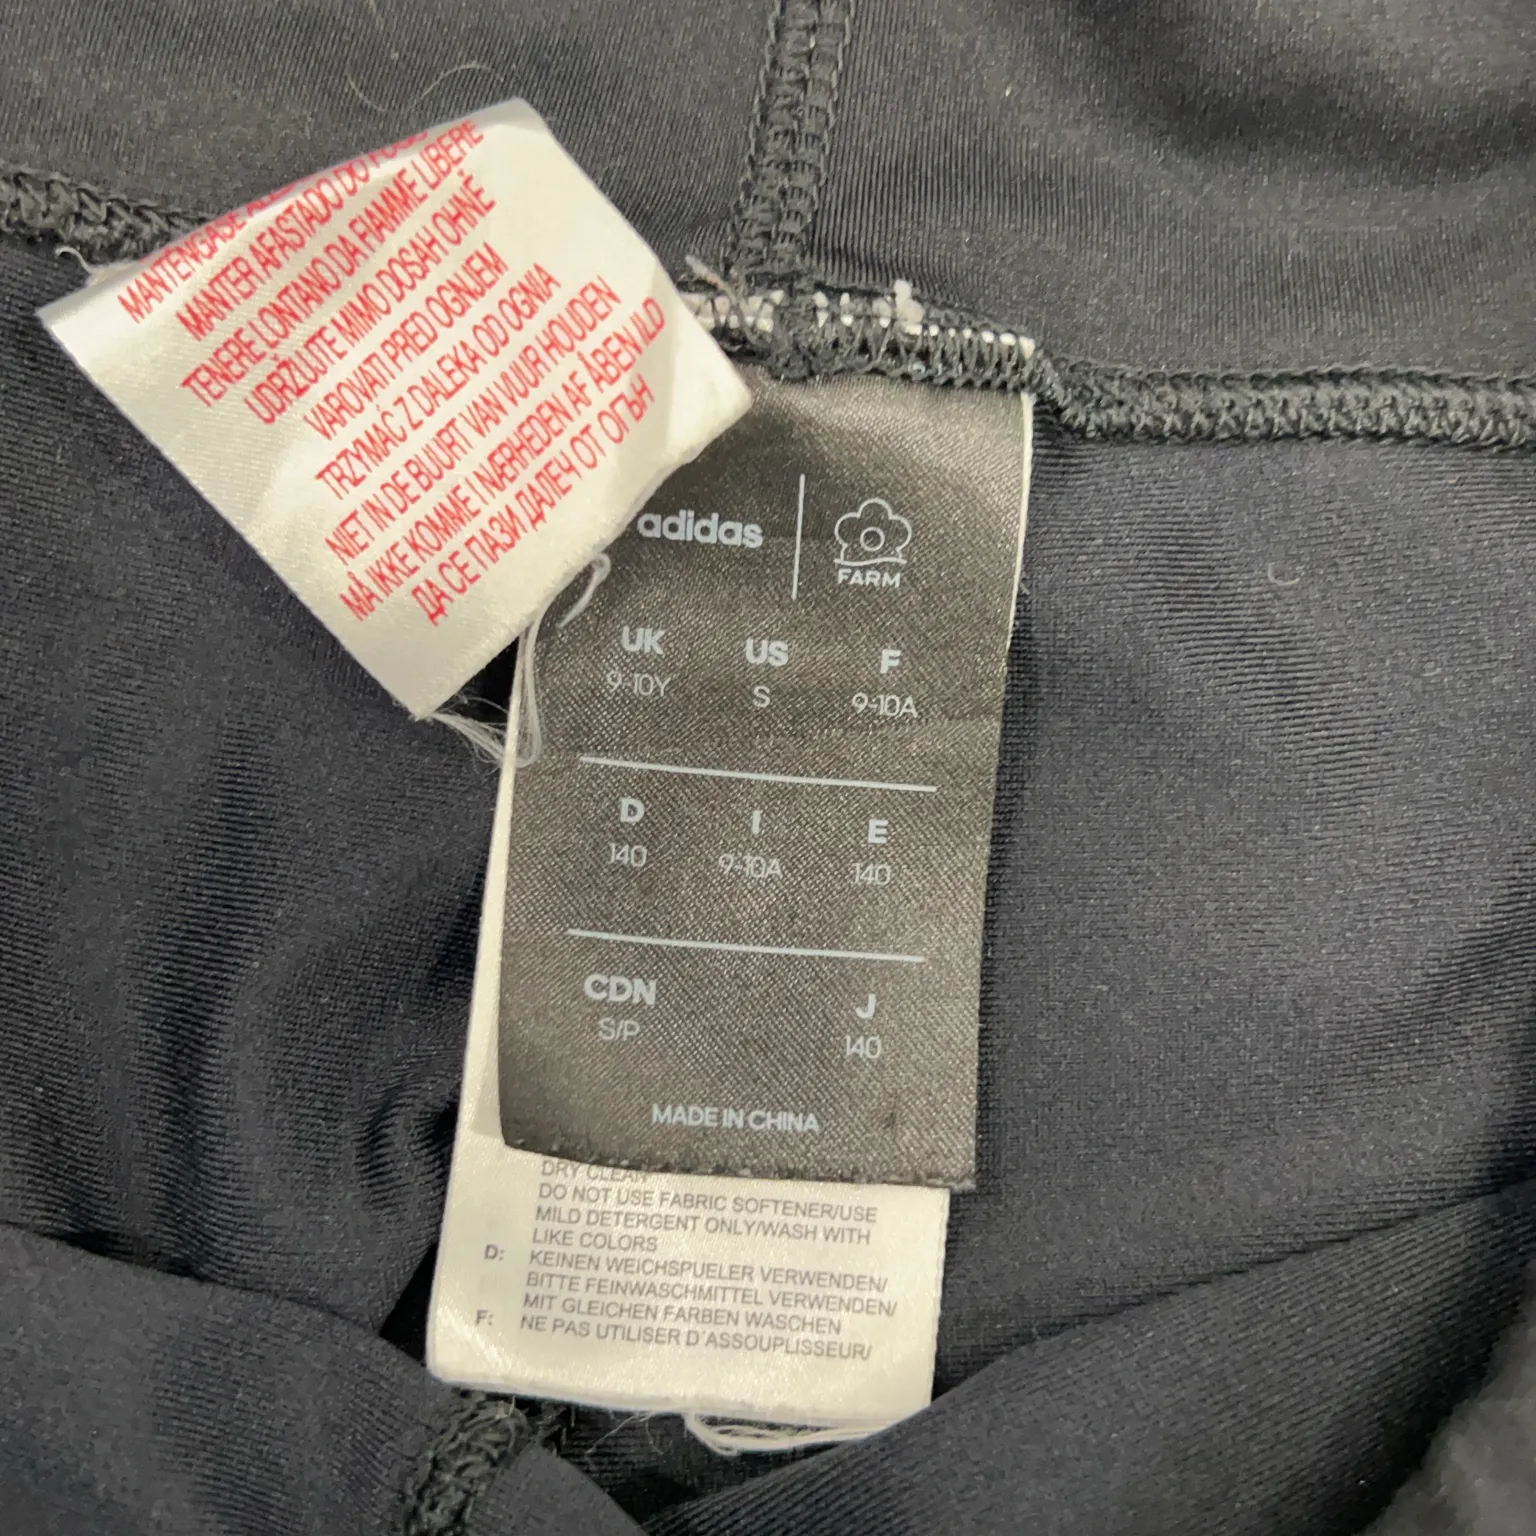 MANTENGASE
MANTER AFASTADO DO FOGO
TENERE LONTANO DA FIAMME LIBERE
UDRŽUJTE MIMO DOSAH OHNĚ
VAROVATI PRED OGNJEM
TRZYMAĆ Z DALEKA OD OGNIA
NIET IN DE BUURT VAN VUUR HOUDEN
MÅ IKKE KOMME I NÆRHEDEN AF ÅBEN ILD
ДА СЕ ПАЗИ ДАЛЕЧ ОТ ОГЪН
adidas
FARM
UK US F
9-10Y S 9-10A
D I E
140 9-10A 140
CDN J
S/P 140
MADE IN CHINA
DRY CLEAN
DO NOT USE FABRIC SOFTENER/USE
MILD DETERGENT ONLY/WASH WITH
LIKE COLORS
D: KEINEN WEICHSPUELER VERWENDEN/
BITTE FEINWASCHMITTEL VERWENDEN/
MIT GLEICHEN FARBEN WASCHEN
F: NE PAS UTILISER D'ASSOUPLISSEUR/